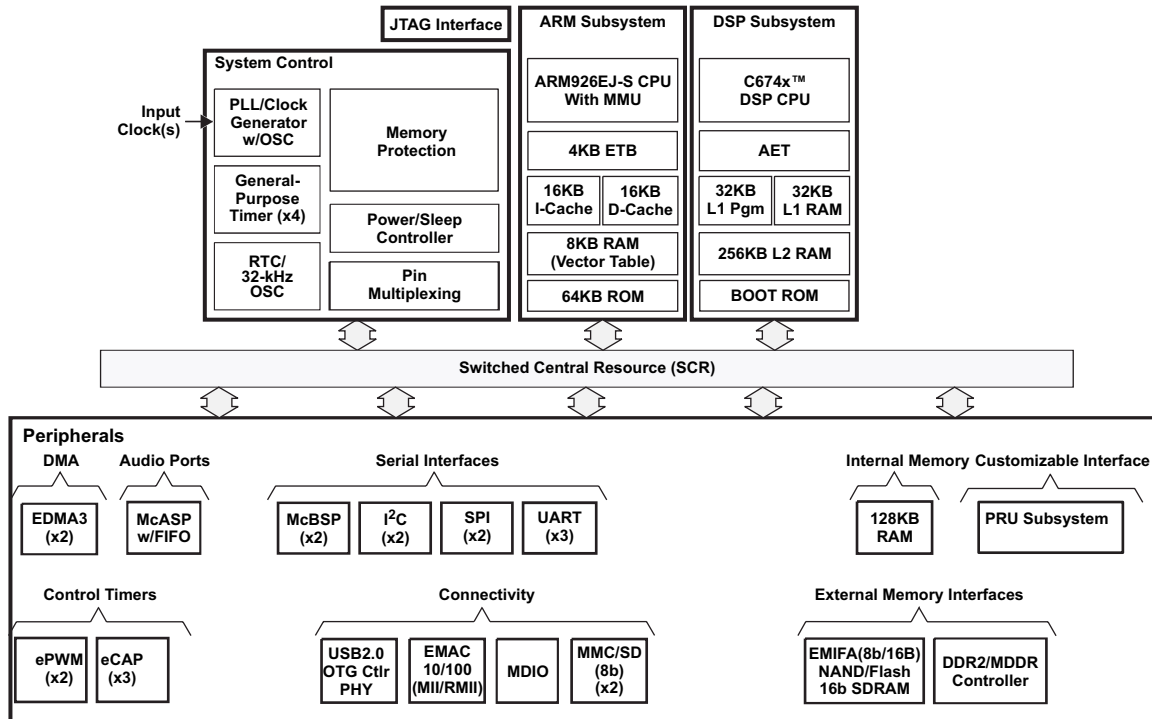 JTAG Interface
System Control
Input
Clock(s)
PLL/Clock
Generator
w/OSC
General-
Purpose
Timer (x4)
RTC/
32-kHz
OSC
Memory
Protection
Power/Sleep
Controller
Pin
Multiplexing
ARM Subsystem
ARM926EJ-S CPU
With MMU
4KB ETB
16KB
I-Cache
16KB
D-Cache
8KB RAM
(Vector Table)
64KB ROM
DSP Subsystem
C674x™
DSP CPU
AET
32KB
L1 Pgm
32KB
L1 RAM
256KB L2 RAM
BOOT ROM
Switched Central Resource (SCR)
Peripherals
DMA
EDMA3
(x2)
Audio Ports
McASP
w/FIFO
Serial Interfaces
McBSP
(x2)
I²C
(x2)
SPI
(x2)
UART
(x3)
Internal Memory
128KB
RAM
Customizable Interface
PRU Subsystem
Control Timers
ePWM
(x2)
eCAP
(x3)
Connectivity
USB2.0
OTG Ctlr
PHY
EMAC
10/100
(MII/RMII)
MDIO
MMC/SD
(8b)
(x2)
External Memory Interfaces
EMIFA(8b/16B)
NAND/Flash
16b SDRAM
DDR2/MDDR
Controller